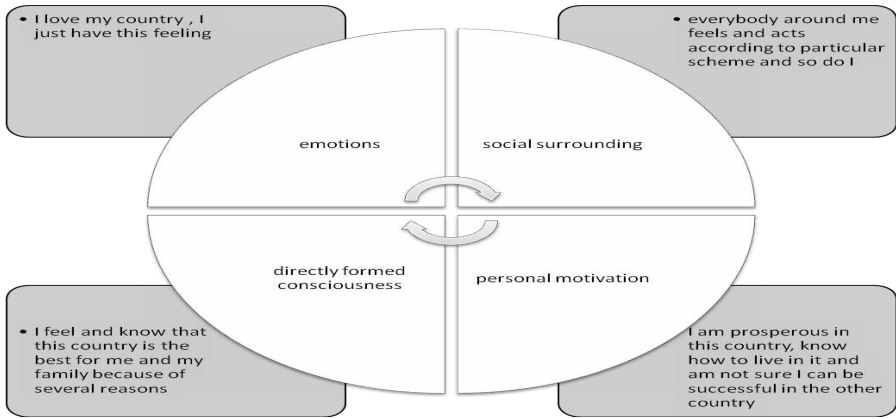 • I love my country , I
just have this feeling
• everybody around me
feels and acts
according to particular
scheme and so do I
emotions
social surrounding
directly formed
consciousness
personal motivation
• I feel and know that
this country is the
best for me and my
family because of
several reasons
I am prosperous in
this country, know
how to live in it and
am not sure I can be
successful in the other
country